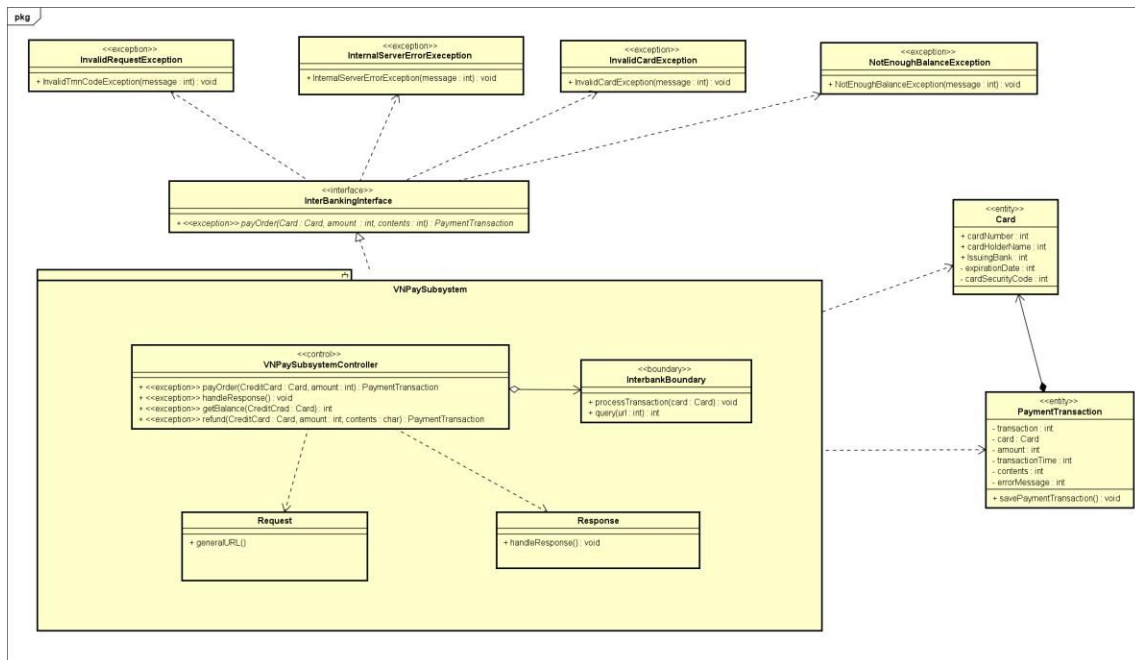 pkg
<<exception>>
InvalidRequestException
+ InvalidTmnCodeException(message : int) : void
<<exception>>
InternalServerErrorExeception
+ InternalServerErrorException(message : int) : void
<<exception>>
InvalidCardException
+ InvalidCardException(message : int) : void
<<exception>>
NotEnoughBalanceException
+ NotEnoughBalanceException(message : int) : void
<<interface>>
InterBankingInterface
+ <<exception>> payOrder(Card : Card, amount : int, contents : int) : PaymentTransaction
<<entity>>
Card
+ cardNumber : int
+ cardHolderName : int
+ IssuingBank : int
- expirationDate : int
- cardSecurityCode : int
VNPaySubsystem
<<control>>
VNPaySubsystemController
+ <<exception>> payOrder(CreditCard : Card, amount : int) : PaymentTransaction
+ <<exception>> handleResponse() : void
+ <<exception>> getBalance(CreditCrad : Card) : int
+ <<exception>> refund(CreditCard : Card, amount : int, contents : char) : PaymentTransaction
<<boundary>>
InterbankBoundary
+ processTransaction(card : Card) : void
+ query(url : int) : int
<<entity>>
PaymentTransaction
- transaction : int
- card : Card
- amount : int
- transactionTime : int
- contents : int
- errorMessage : int
+ savePaymentTransaction() : void
Request
+ generalURL()
Response
+ handleResponse() : void